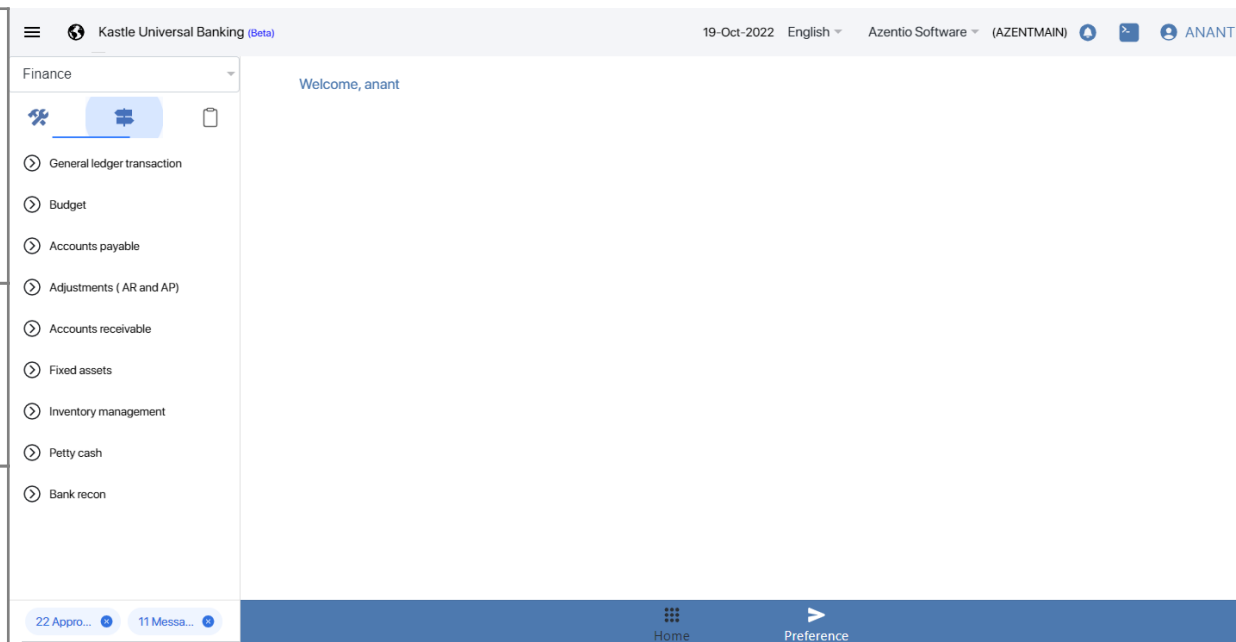 Kastle Universal Banking (Beta)
19-Oct-2022 English Azentio Software (AZENTMAIN) ANANT
Finance
Welcome, anant
General ledger transaction
Budget
Accounts payable
Adjustments ( AR and AP)
Accounts receivable
Fixed assets
Inventory management
Petty cash
Bank recon
22 Appro... 11 Messa...
Home Preference